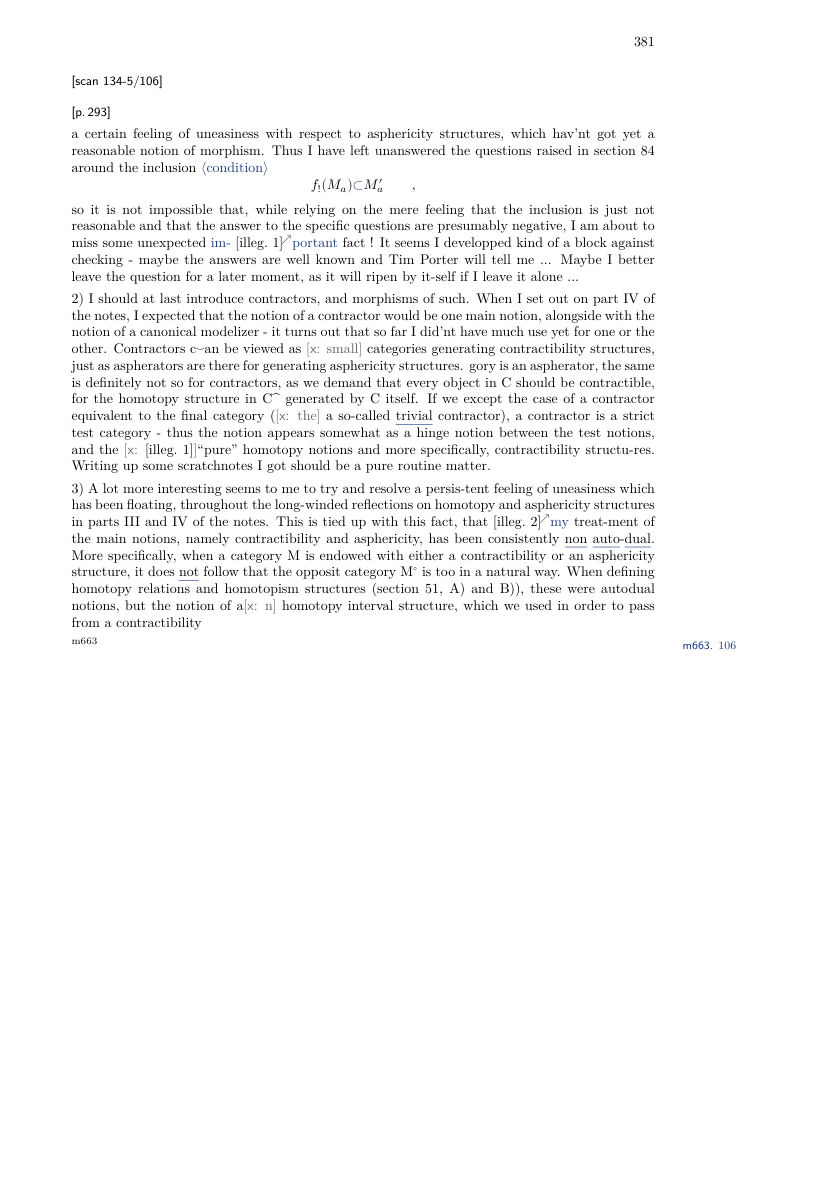 381
[scan 134-5/106]
[p. 293]
a certain feeling of uneasiness with respect to asphericity structures, which hav'nt got yet a
reasonable notion of morphism. Thus I have left unanswered the questions raised in section 84
around the inclusion ⟨condition⟩
f!(Ma)⊂M′a ,
so it is not impossible that, while relying on the mere feeling that the inclusion is just not
reasonable and that the answer to the specific questions are presumably negative, I am about to
miss some unexpected im- [illeg. 1]↗portant fact ! It seems I developped kind of a block against
checking - maybe the answers are well known and Tim Porter will tell me ... Maybe I better
leave the question for a later moment, as it will ripen by it-self if I leave it alone ...
2) I should at last introduce contractors, and morphisms of such. When I set out on part IV of
the notes, I expected that the notion of a contractor would be one main notion, alongside with the
notion of a canonical modelizer - it turns out that so far I did'nt have much use yet for one or the
other. Contractors c⌣an be viewed as [x: small] categories generating contractibility structures,
just as aspherators are there for generating asphericity structures. gory is an aspherator, the same
is definitely not so for contractors, as we demand that every object in C should be contractible,
for the homotopy structure in C^ generated by C itself. If we except the case of a contractor
equivalent to the final category ([x: the] a so-called trivial contractor), a contractor is a strict
test category - thus the notion appears somewhat as a hinge notion between the test notions,
and the [x: [illeg. 1]]“pure” homotopy notions and more specifically, contractibility structu-res.
Writing up some scratchnotes I got should be a pure routine matter.
3) A lot more interesting seems to me to try and resolve a persis-tent feeling of uneasiness which
has been floating, throughout the long-winded reflections on homotopy and asphericity structures
in parts III and IV of the notes. This is tied up with this fact, that [illeg. 2]↗my treat-ment of
the main notions, namely contractibility and asphericity, has been consistently non auto-dual.
More specifically, when a category M is endowed with either a contractibility or an asphericity
structure, it does not follow that the opposit category M° is too in a natural way. When defining
homotopy relations and homotopism structures (section 51, A) and B)), these were autodual
notions, but the notion of a[x: n] homotopy interval structure, which we used in order to pass
from a contractibility
m663
m663. 106